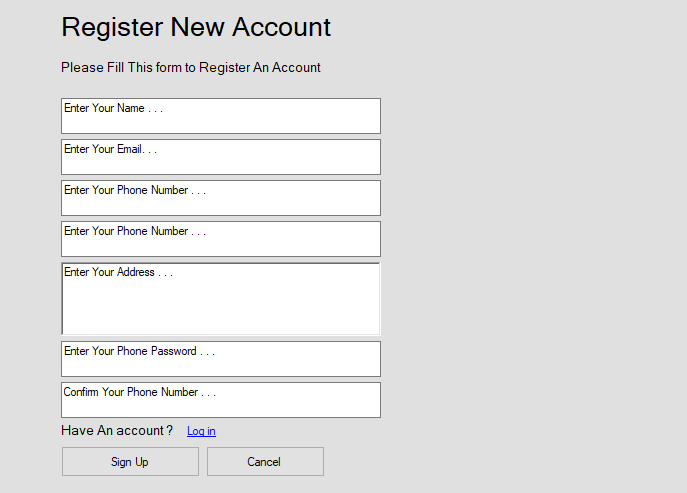 Register New Account
Please Fill This form to Register An Account
Enter Your Name . . .
Enter Your Email. . .
Enter Your Phone Number . . .
Enter Your Phone Number . . .
Enter Your Address . . .
Enter Your Phone Password . . .
Confirm Your Phone Number . . .
Have An account ? Log in
Sign Up Cancel